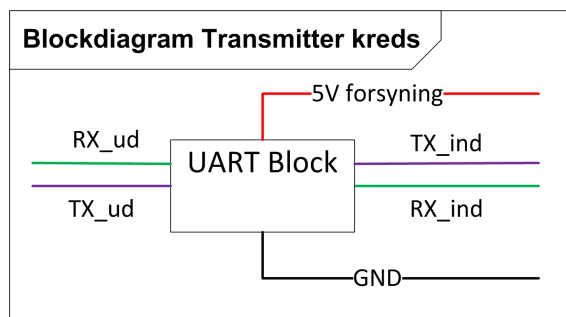 Blockdiagram Transmitter kreds
5V forsyning
RX_ud
UART Block
TX_ind
TX_ud
RX_ind
GND